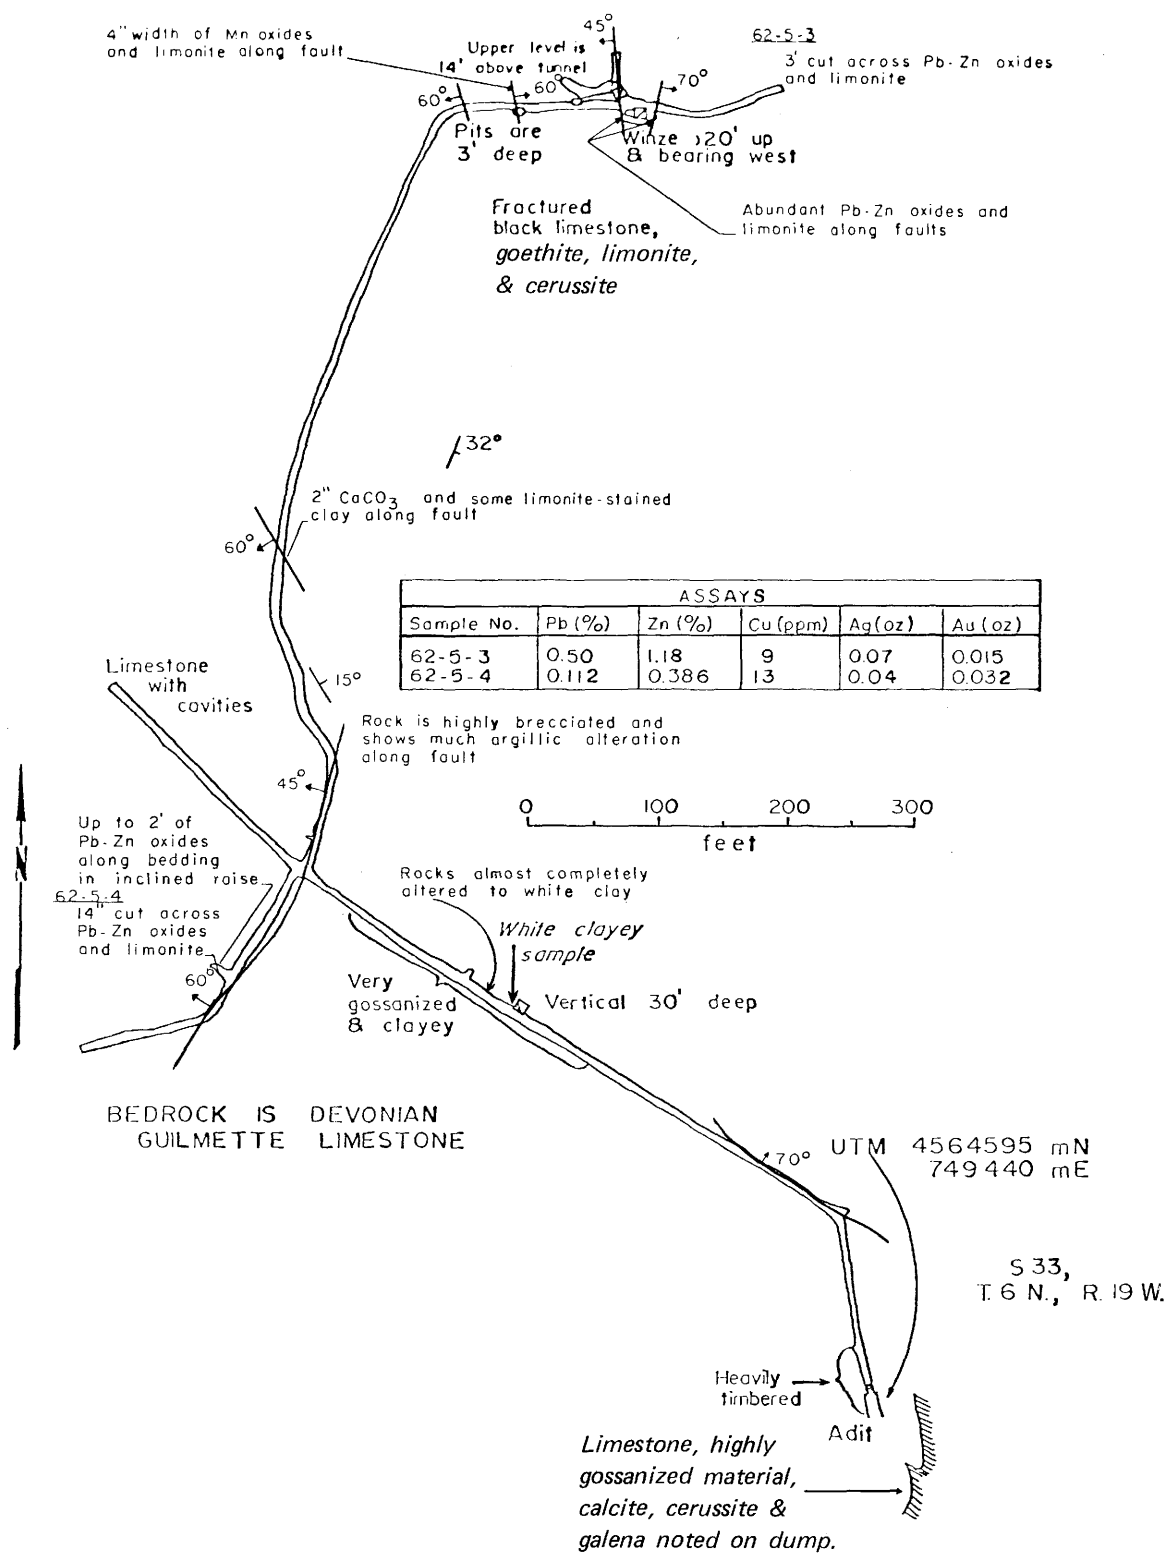 4" width of Mn oxides
and limonite along fault
Upper level is
14' above tunnel
45°
62-5-3
3' cut across Pb-Zn oxides
and limonite
60°
60°
70°
Pits are
3' deep
Winze >20' up
& bearing west
Fractured
black limestone,
goethite, limonite,
& cerussite
Abundant Pb-Zn oxides and
limonite along faults
32°
2" CaCO3 and some limonite-stained
clay along fault
60°
ASSAYS
Sample No. Pb (%) Zn (%) Cu (ppm) Ag (oz) Au (oz)
62-5-3 0.50 1.18 9 0.07 0.015
62-5-4 0.112 0.386 13 0.04 0.032
Limestone
with
cavities
15°
Rock is highly brecciated and
shows much argillic alteration
along fault
45°
N
0 100 200 300
feet
Up to 2' of
Pb-Zn oxides
along bedding
in inclined raise
62-5-4
14" cut across
Pb-Zn oxides
and limonite
60°
Rocks almost completely
altered to white clay
White clayey
sample
Very
gossanized
& clayey
Vertical 30' deep
BEDROCK IS DEVONIAN
GUILMETTE LIMESTONE
70°
UTM 4564595 mN
749440 mE
S 33,
T. 6 N., R. 19 W.
Heavily
timbered
Adit
Limestone, highly
gossanized material,
calcite, cerussite &
galena noted on dump.